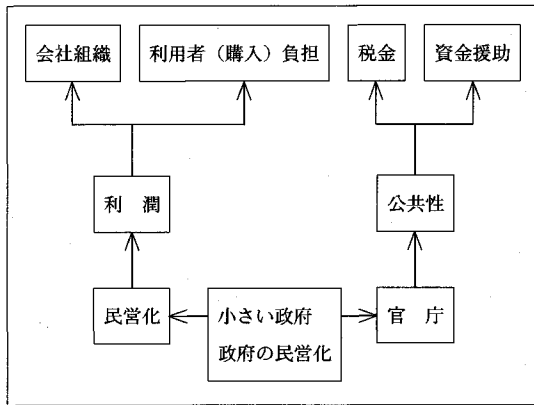 会社組織
利用者（購入）負担
税金
資金援助
利　潤
公共性
民営化
小さい政府
政府の民営化
官　庁